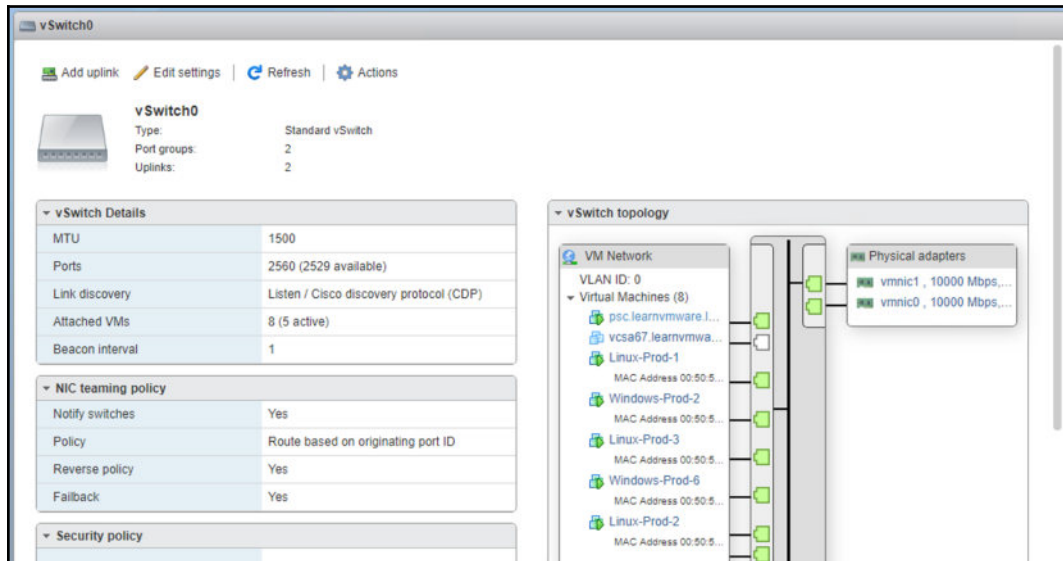 vSwitch0
Add uplink Edit settings Refresh Actions
vSwitch0
Type: Standard vSwitch
Port groups: 2
Uplinks: 2
vSwitch Details
MTU 1500
Ports 2560 (2529 available)
Link discovery Listen / Cisco discovery protocol (CDP)
Attached VMs 8 (5 active)
Beacon interval 1
NIC teaming policy
Notify switches Yes
Policy Route based on originating port ID
Reverse policy Yes
Failback Yes
Security policy
vSwitch topology
VM Network
VLAN ID: 0
Virtual Machines (8)
psc.learnvmware.l...
vcsa67.learnvmwa...
Linux-Prod-1
MAC Address 00:50:5...
Windows-Prod-2
MAC Address 00:50:5...
Linux-Prod-3
MAC Address 00:50:5...
Windows-Prod-6
MAC Address 00:50:5...
Linux-Prod-2
MAC Address 00:50:5...
Physical adapters
vmnic1 , 10000 Mbps,...
vmnic0 , 10000 Mbps,...